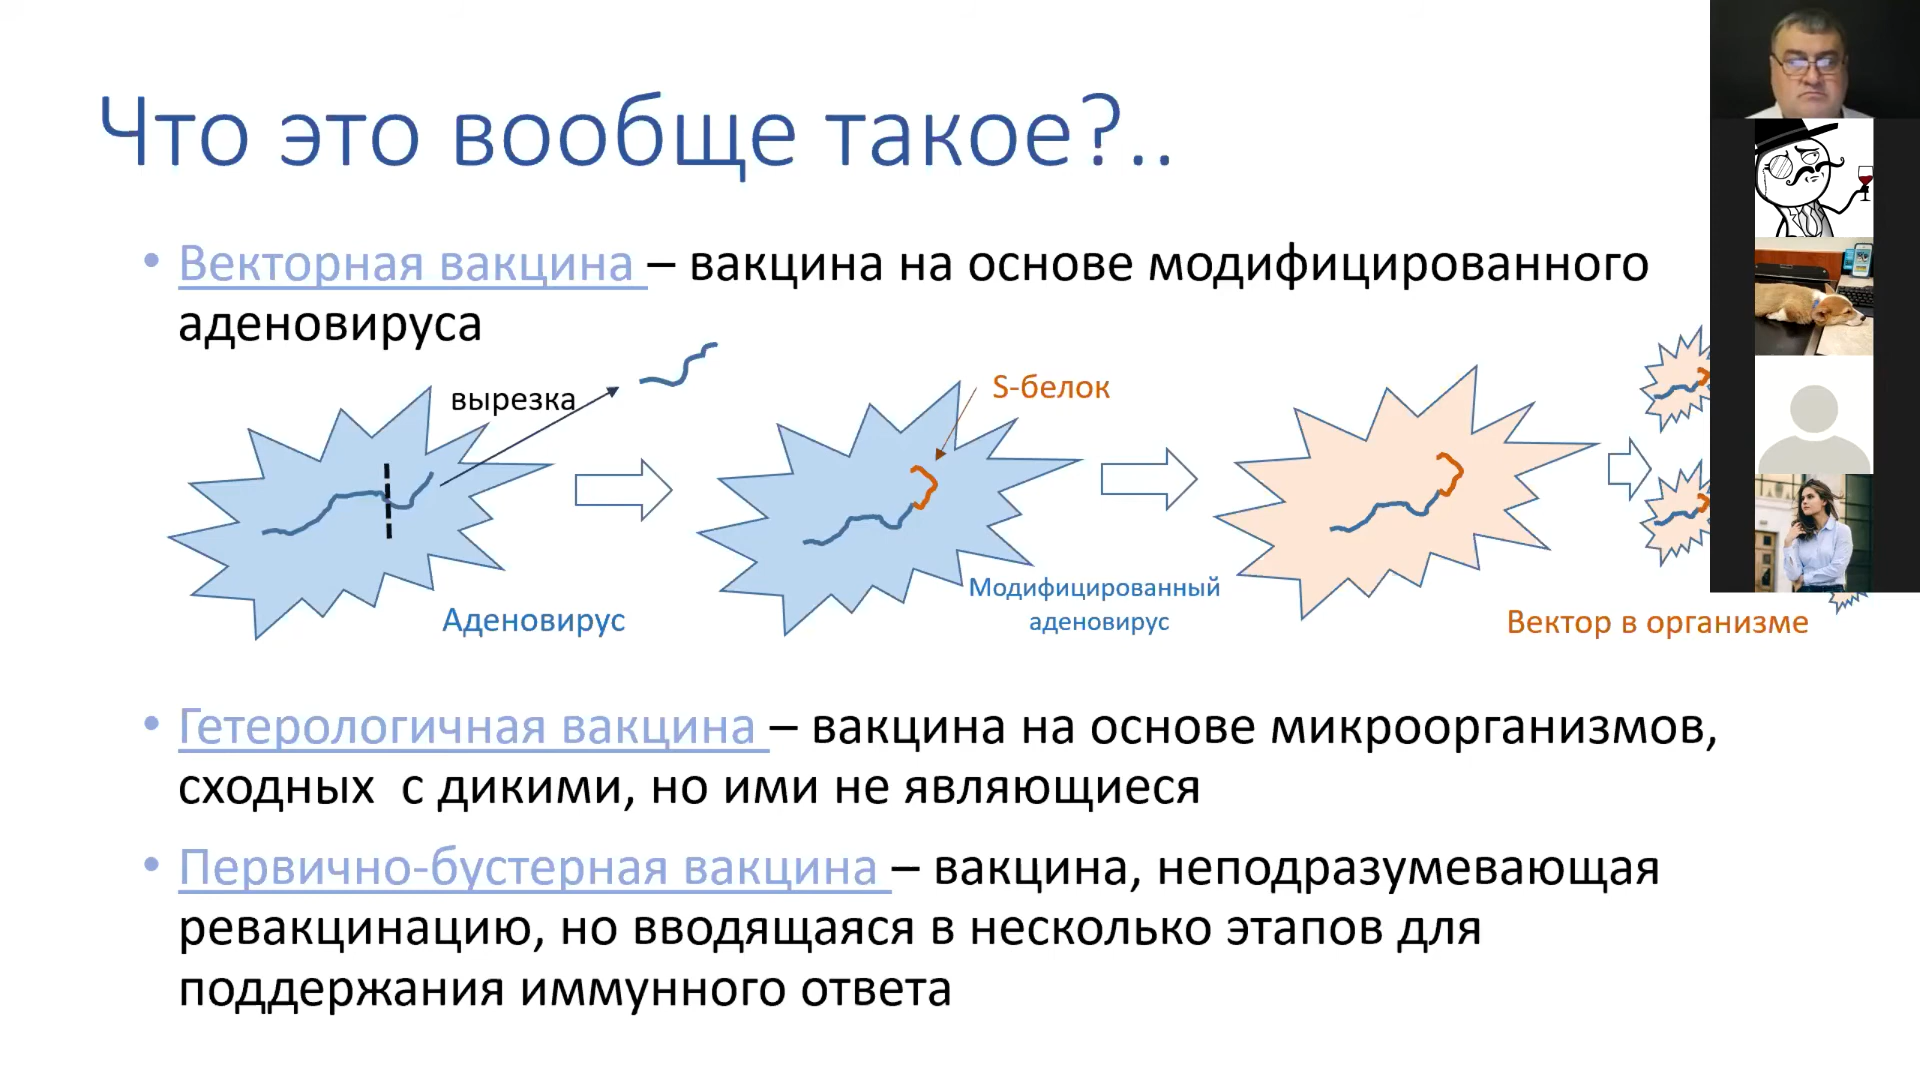 Что это вообще такое?..
• Векторная вакцина – вакцина на основе модифицированного
аденовируса
вырезка
S-белок
Модифицированный
аденовирус
Аденовирус
Вектор в организме
• Гетерологичная вакцина – вакцина на основе микроорганизмов,
сходных с дикими, но ими не являющиеся
• Первично-бустерная вакцина – вакцина, неподразумевающая
ревакцинацию, но вводящаяся в несколько этапов для
поддержания иммунного ответа